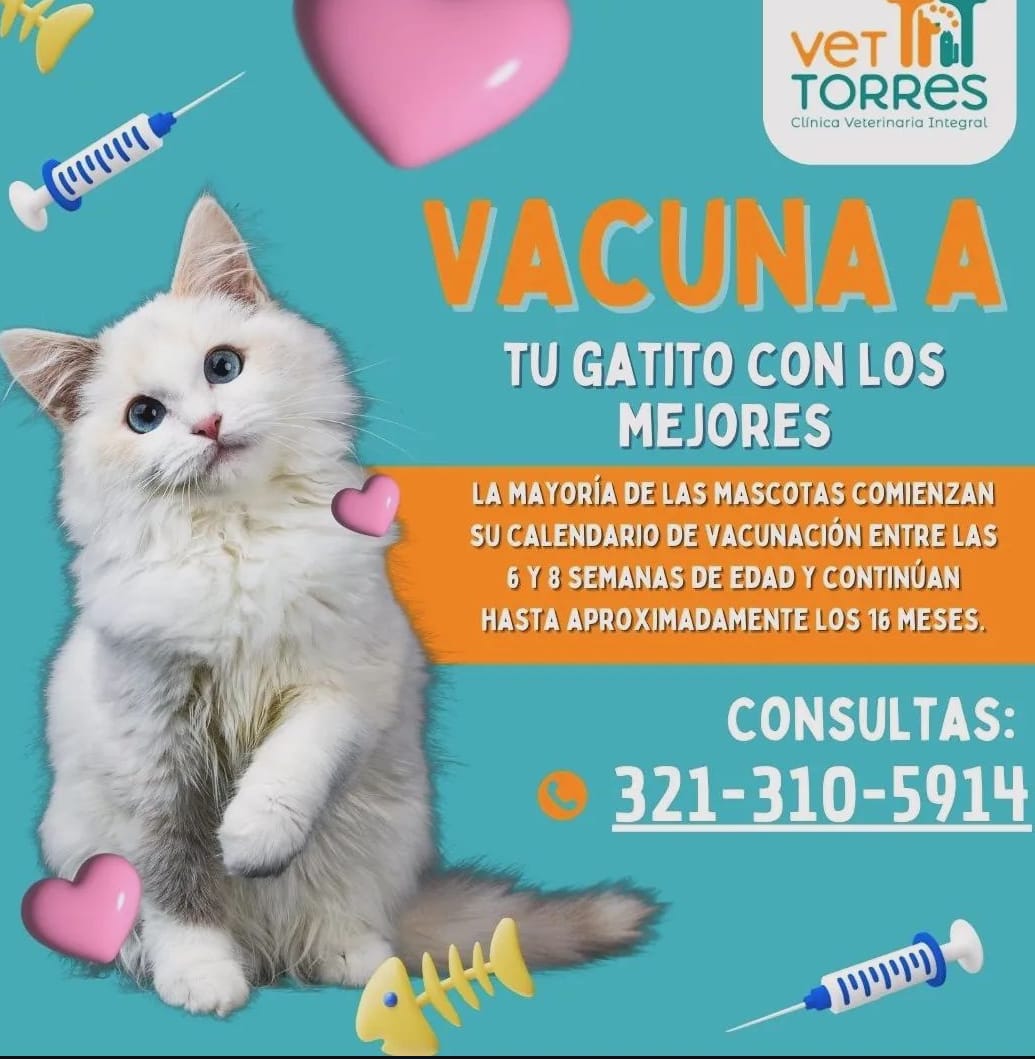 VET
TORRES
Clínica Veterinaria Integral
VACUNA A
TU GATITO CON LOS
MEJORES
LA MAYORÍA DE LAS MASCOTAS COMIENZAN
SU CALENDARIO DE VACUNACIÓN ENTRE LAS
6 Y 8 SEMANAS DE EDAD Y CONTINÚAN
HASTA APROXIMADAMENTE LOS 16 MESES.
CONSULTAS:
321-310-5914